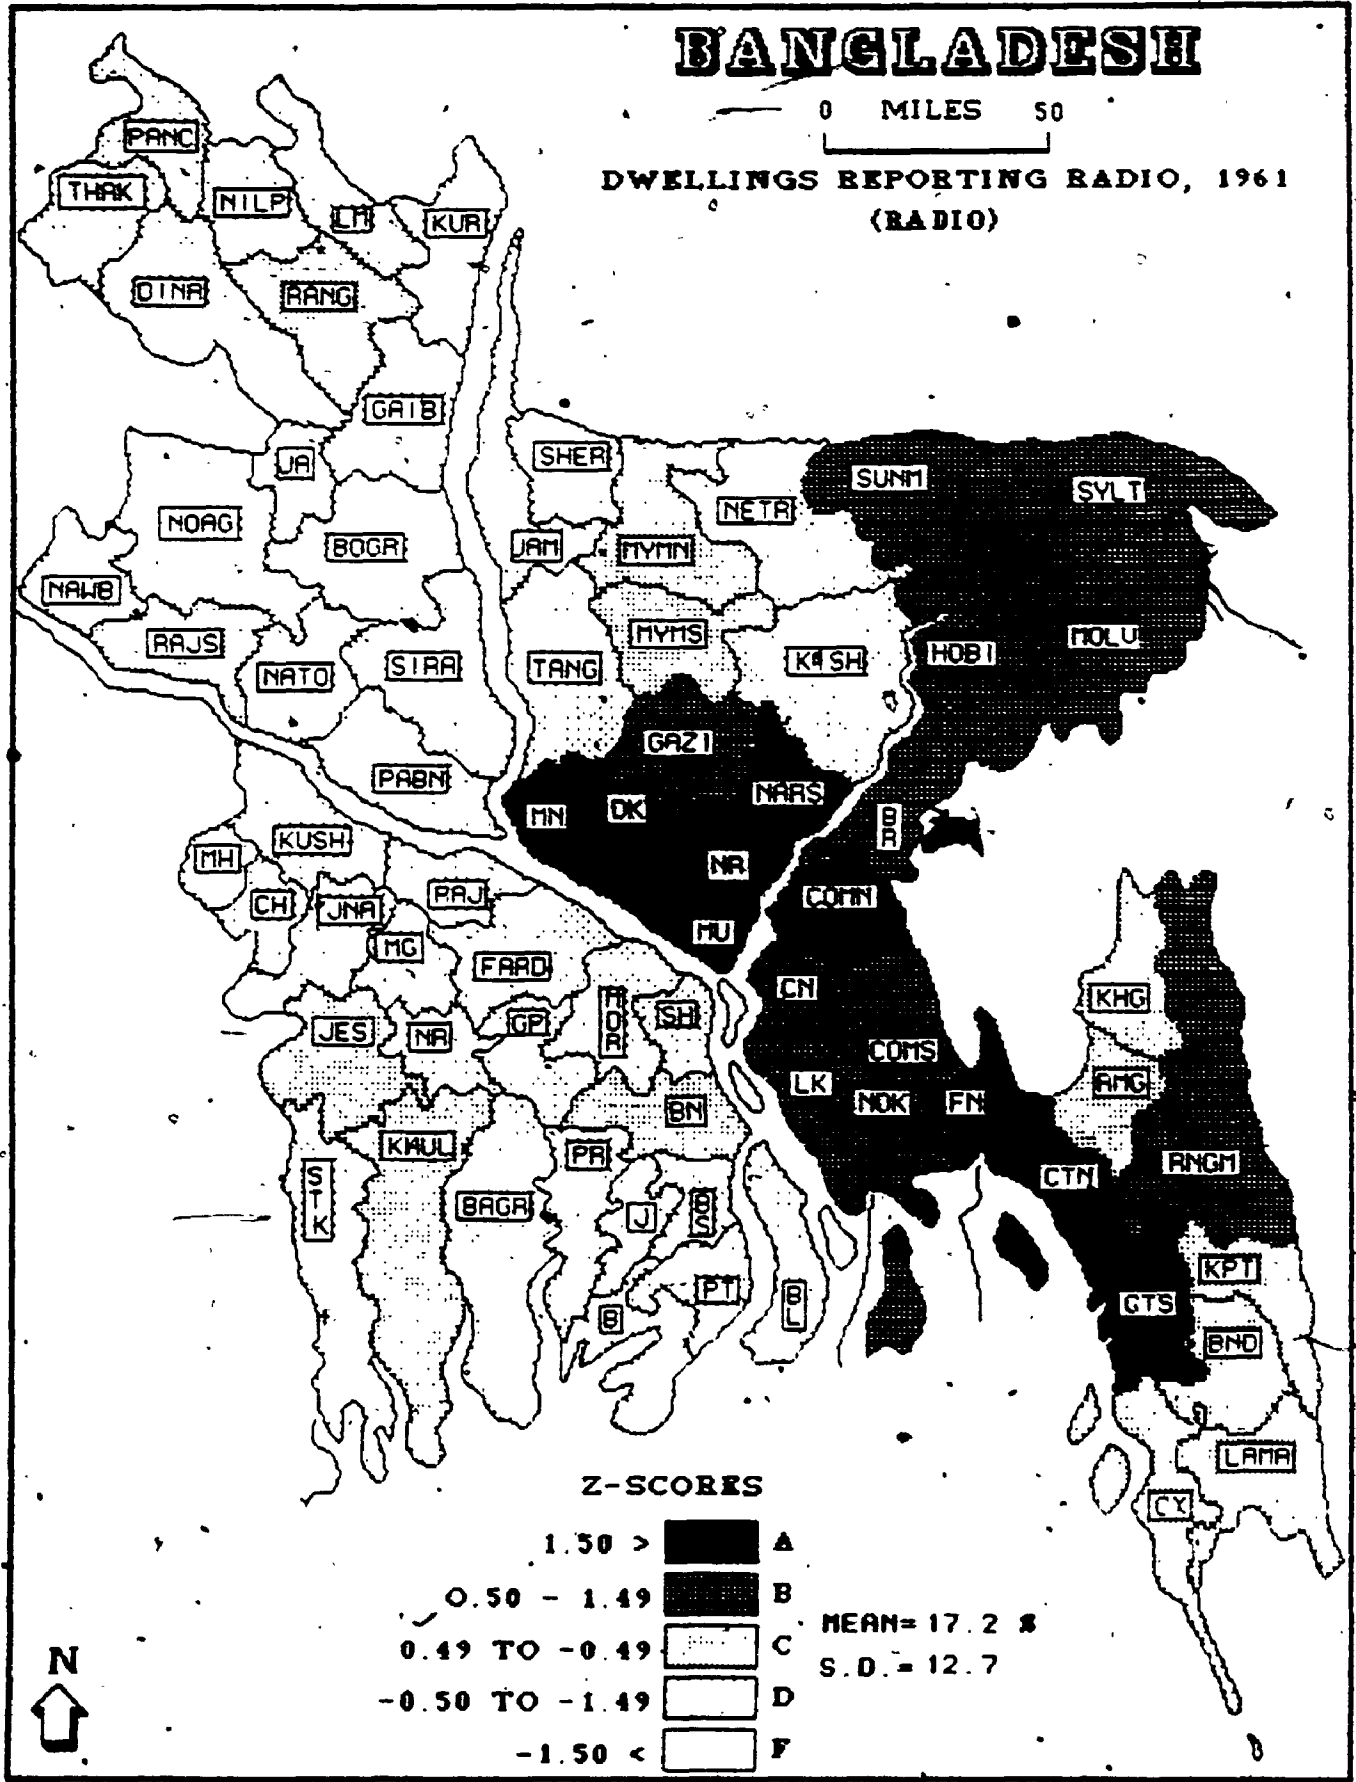 BANGLADESH
0 MILES 50
DWELLINGS REPORTING RADIO, 1961
(RADIO)
PANC
THAK
NILP
LM
KUR
DINA
RANG
GAIB
JA
SHER
SUNM
SYLT
NOAG
BOGR
NETR
JAM
MYMN
NAWB
RAJS
MYMS
HOBI
MOLU
NATO
SIRA
TANG
KISH
GAZI
PABN
NARS
MN
DK
BR
KUSH
MH
NR
CH
JNA
RAJ
COMN
MG
MU
FARD
CN
KHG
JES
NR
GP
MDR
SH
COMS
LK
RMG
NOK
FN
BN
KHUL
PR
STK
CTN
RNGM
BAGR
J
BS
PT
B
BL
KPT
CTS
BND
LAMA
CX
Z-SCORES
1.50 > A
0.50 - 1.49 B
0.49 TO -0.49 C
-0.50 TO -1.49 D
-1.50 < F
MEAN= 17.2 %
S.D.= 12.7
N